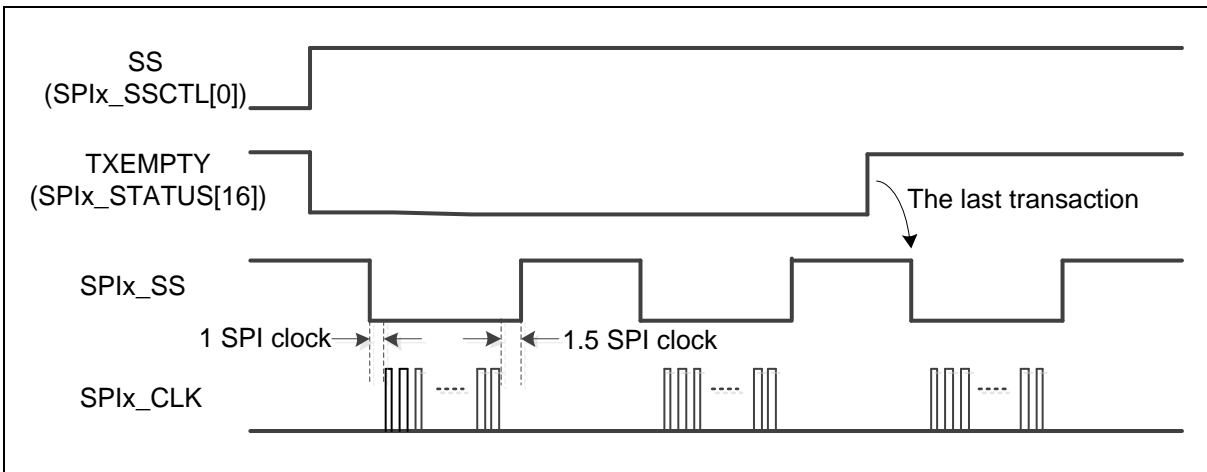 SS
(SPIx_SSCTL[0])
TXEMPTY
(SPIx_STATUS[16])
The last transaction
SPIx_SS
1 SPI clock
1.5 SPI clock
SPIx_CLK